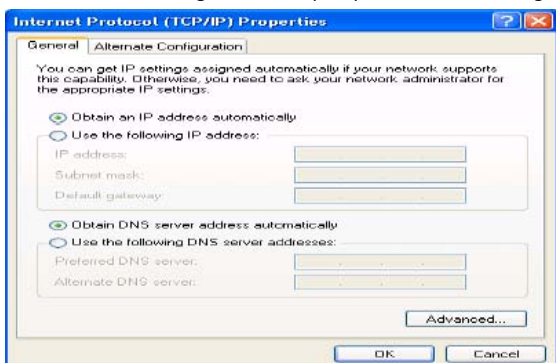 Internet Protocol (TCP/IP) Properties
General
Alternate Configuration
You can get IP settings assigned automatically if your network supports
this capability. Otherwise, you need to ask your network administrator for
the appropriate IP settings.
Obtain an IP address automatically
Use the following IP address:
IP address:
Subnet mask:
Default gateway:
Obtain DNS server address automatically
Use the following DNS server addresses:
Preferred DNS server:
Alternate DNS server:
Advanced...
OK
Cancel